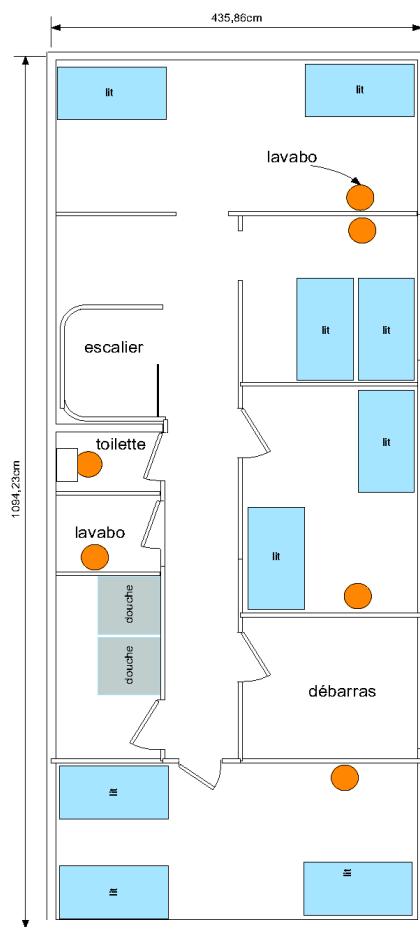 435,86cm
lit
lit
lavabo
1094,23cm
escalier
lit
lit
toilette
lit
lavabo
lit
douche
douche
débarras
lit
lit
lit